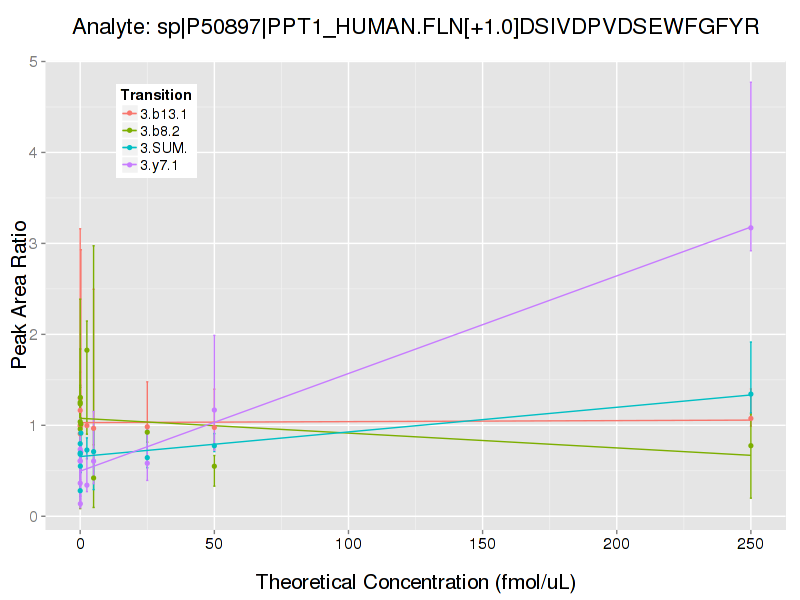 Analyte: sp|P50897|PPT1_HUMAN.FLN[+1.0]DSIVDPVDSEWFGFYR
Transition
3.b13.1
3.b8.2
3.SUM.
3.y7.1
Peak Area Ratio
5
4
3
2
1
0
0 50 100 150 200 250
Theoretical Concentration (fmol/uL)